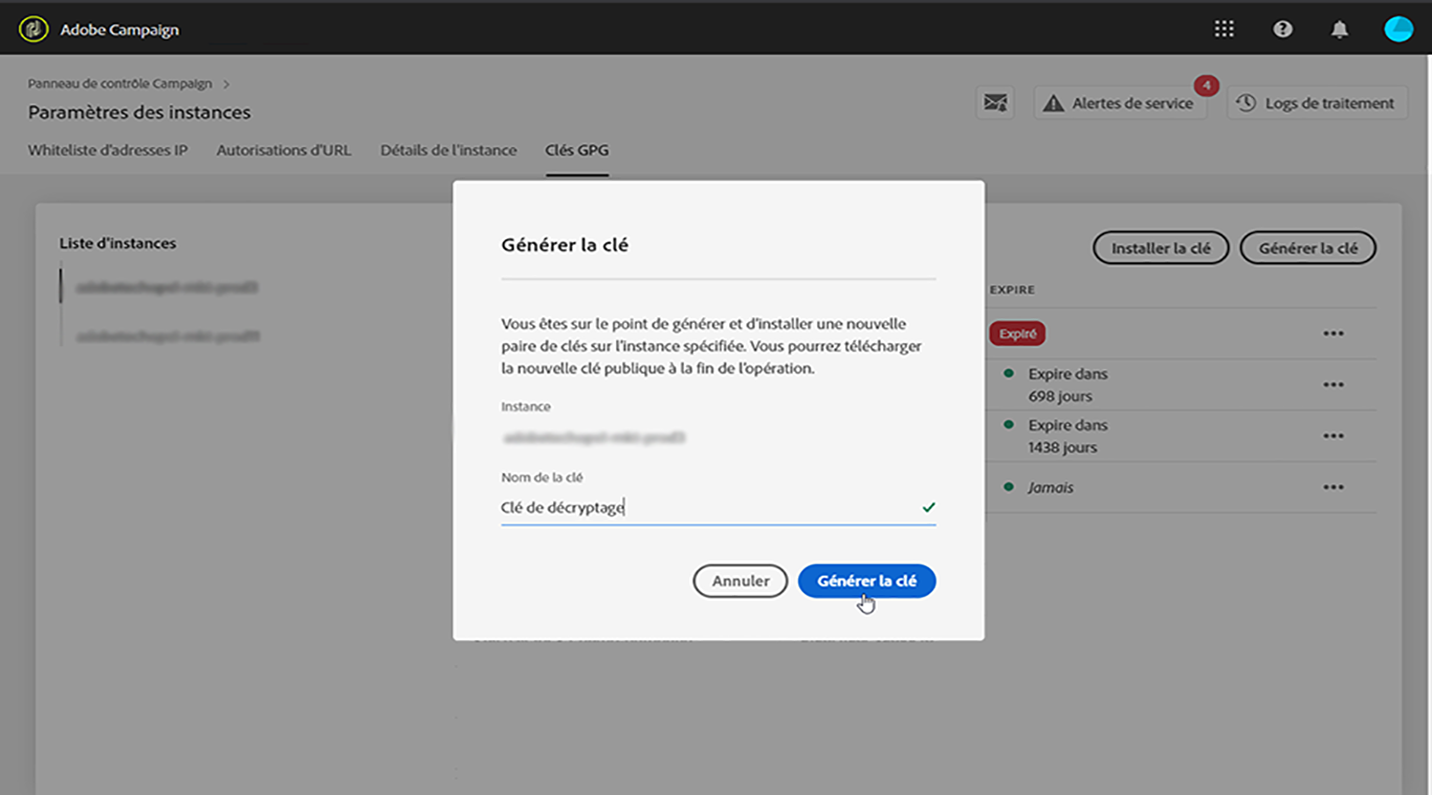 Adobe Campaign
Panneau de contrôle Campaign
Paramètres des instances
4
Alertes de service
Logs de traitement
Whiteliste d'adresses IP
Autorisations d'URL
Détails de l'instance
Clés GPG
Liste d'instances
Installer la clé
Générer la clé
EXPIRE
Expiré
Expire dans
698 jours
Expire dans
1438 jours
Jamais
Générer la clé
Vous êtes sur le point de générer et d'installer une nouvelle
paire de clés sur l'instance spécifiée. Vous pourrez télécharger
la nouvelle clé publique à la fin de l'opération.
Instance
Nom de la clé
Clé de décryptage
Annuler
Générer la clé